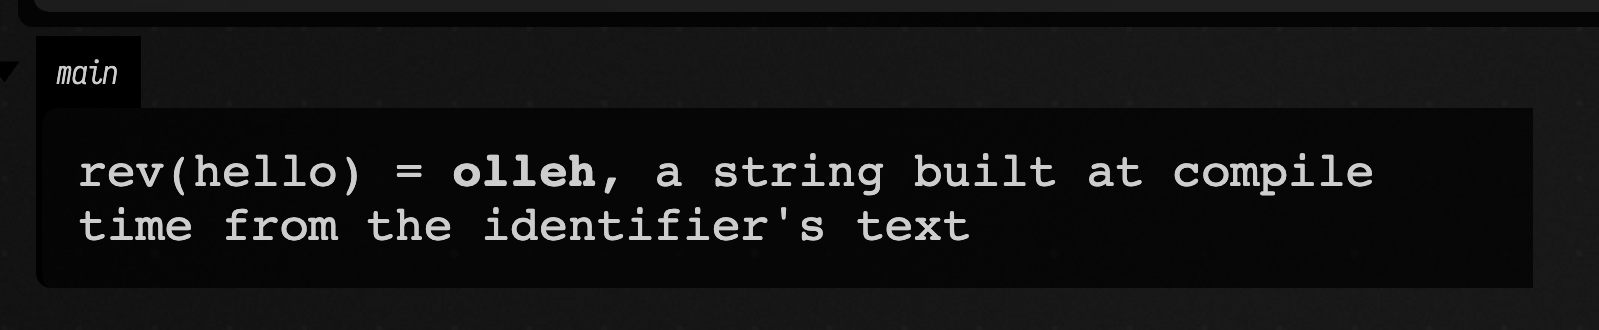 main
rev(hello) = olleh, a string built at compile
time from the identifier's text